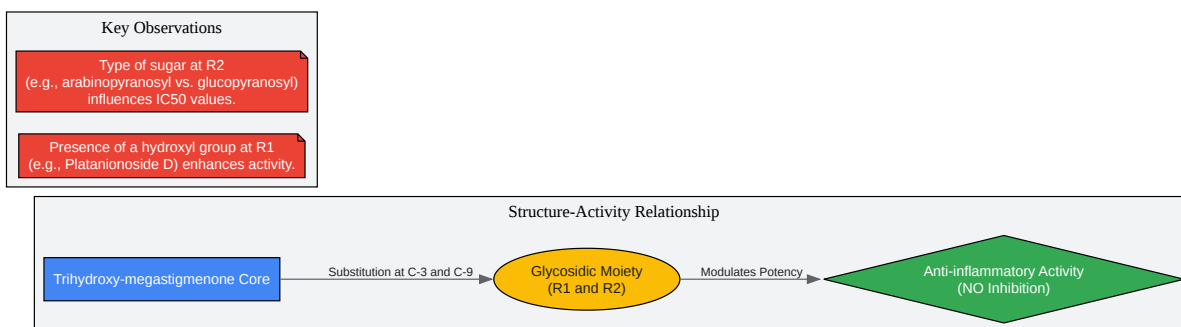 Key Observations
Type of sugar at R2
(e.g., arabinopyranosyl vs. glucopyranosyl)
influences IC50 values.
Presence of a hydroxyl group at R1
(e.g., Platanionoside D) enhances activity.
Structure-Activity Relationship
Trihydroxy-megastigmenone Core
Substitution at C-3 and C-9
Glycosidic Moiety
(R1 and R2)
Modulates Potency
Anti-inflammatory Activity
(NO Inhibition)